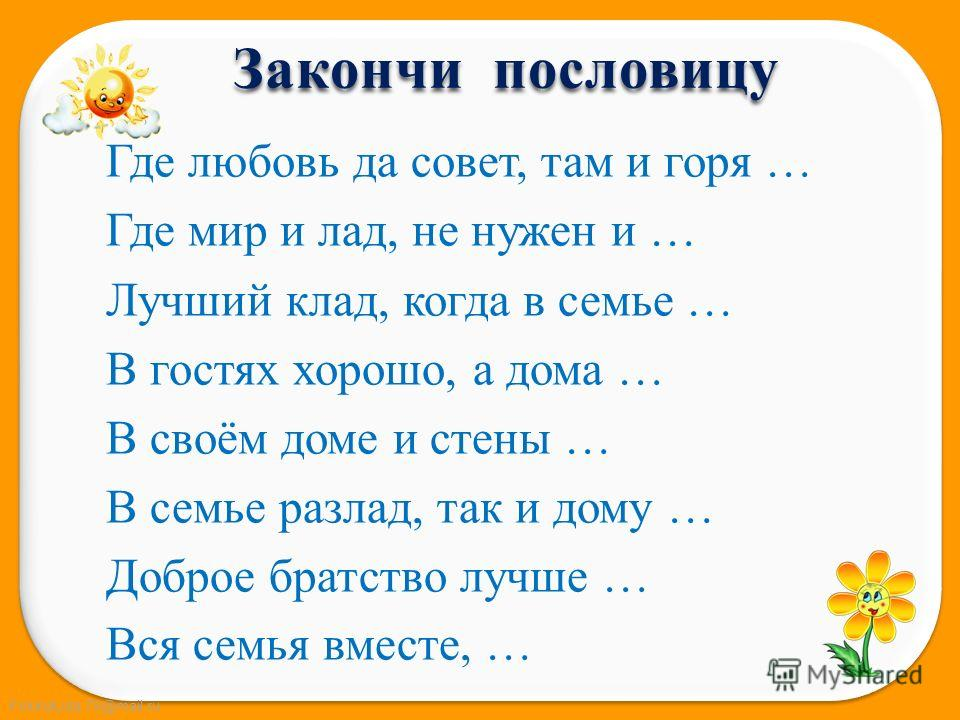 Закончи пословицу
Где любовь да совет, там и горя …
Где мир и лад, не нужен и …
Лучший клад, когда в семье …
В гостях хорошо, а дома …
В своём доме и стены …
В семье разлад, так и дому …
Доброе братство лучше …
Вся семья вместе, …
MyShared